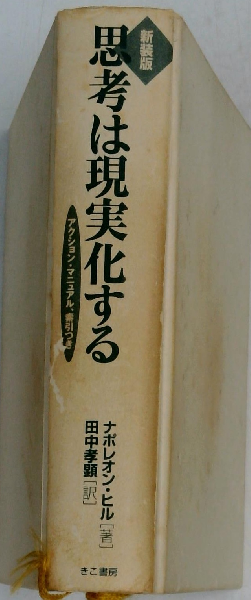 新装版
思考は現実化する
アクション・マニュアル、索引つき
ナポレオン・ヒル[著]
田中孝顕[訳]
きこ書房